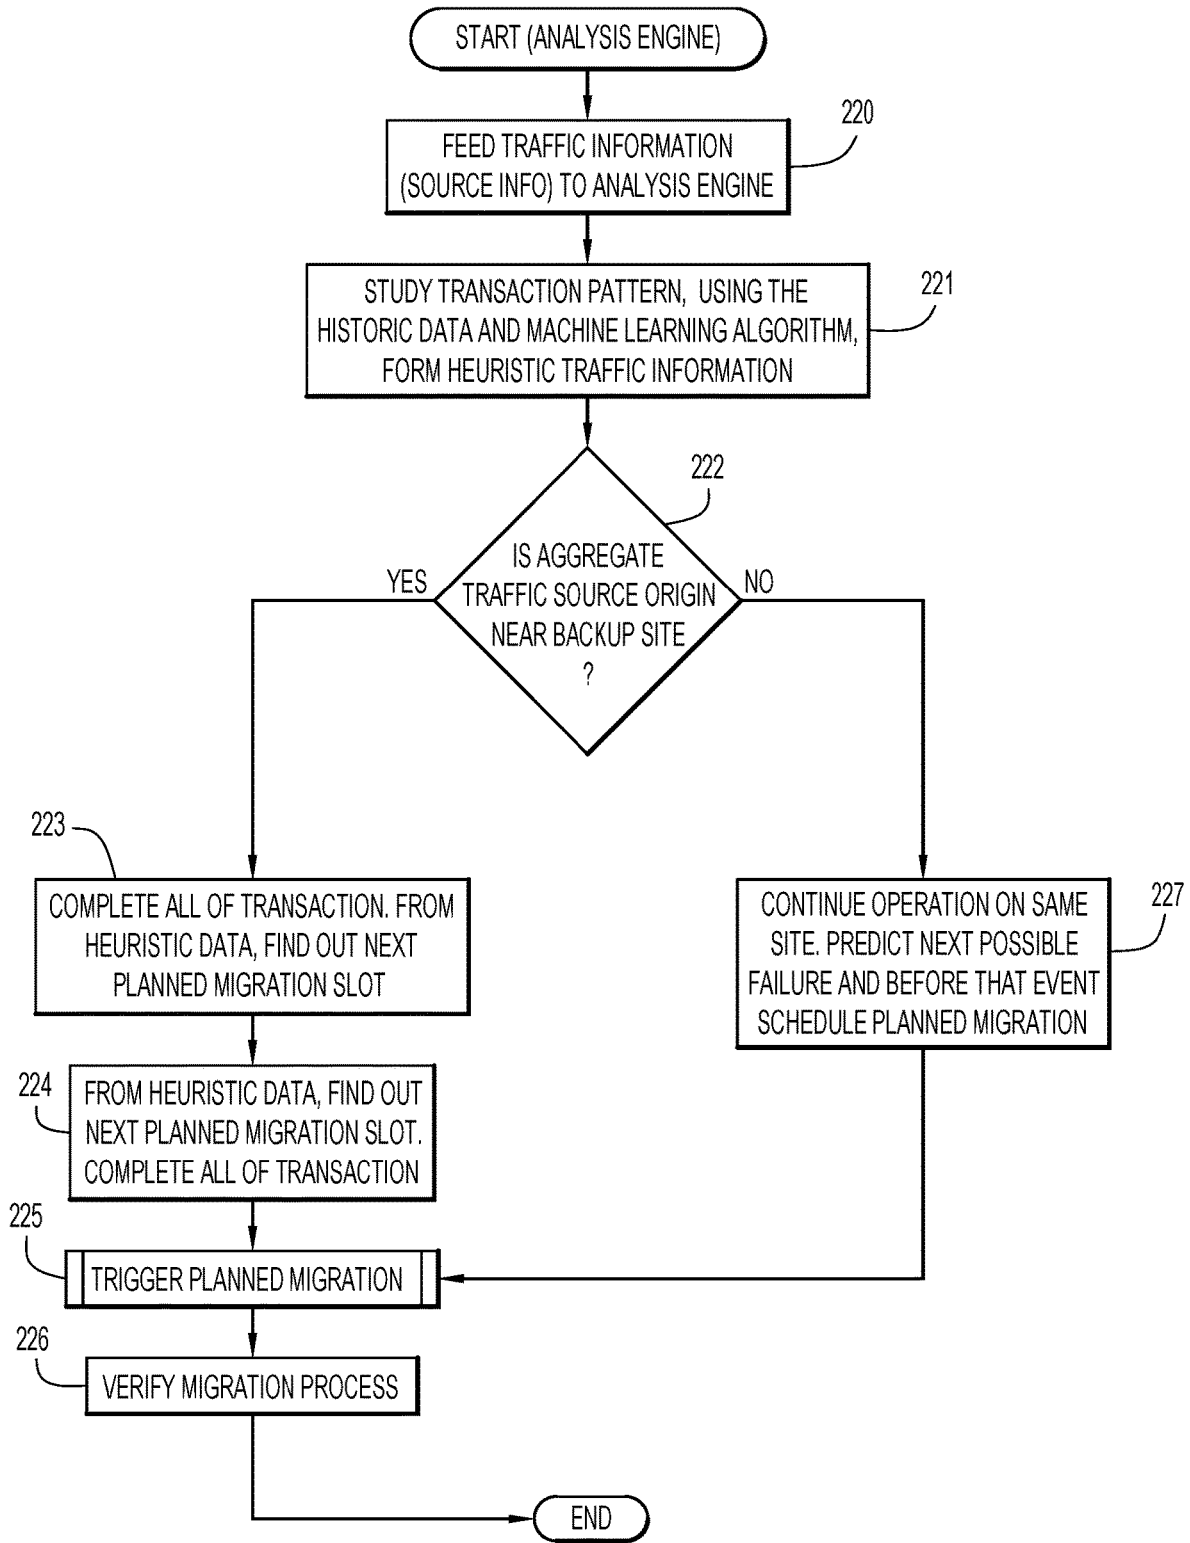 START (ANALYSIS ENGINE)
220
FEED TRAFFIC INFORMATION
(SOURCE INFO) TO ANALYSIS ENGINE
221
STUDY TRANSACTION PATTERN, USING THE
HISTORIC DATA AND MACHINE LEARNING ALGORITHM,
FORM HEURISTIC TRAFFIC INFORMATION
222
IS AGGREGATE
TRAFFIC SOURCE ORIGIN
NEAR BACKUP SITE
?
YES
NO
223
COMPLETE ALL OF TRANSACTION. FROM
HEURISTIC DATA, FIND OUT NEXT
PLANNED MIGRATION SLOT
227
CONTINUE OPERATION ON SAME
SITE. PREDICT NEXT POSSIBLE
FAILURE AND BEFORE THAT EVENT
SCHEDULE PLANNED MIGRATION
224
FROM HEURISTIC DATA, FIND OUT
NEXT PLANNED MIGRATION SLOT.
COMPLETE ALL OF TRANSACTION
225
TRIGGER PLANNED MIGRATION
226
VERIFY MIGRATION PROCESS
END